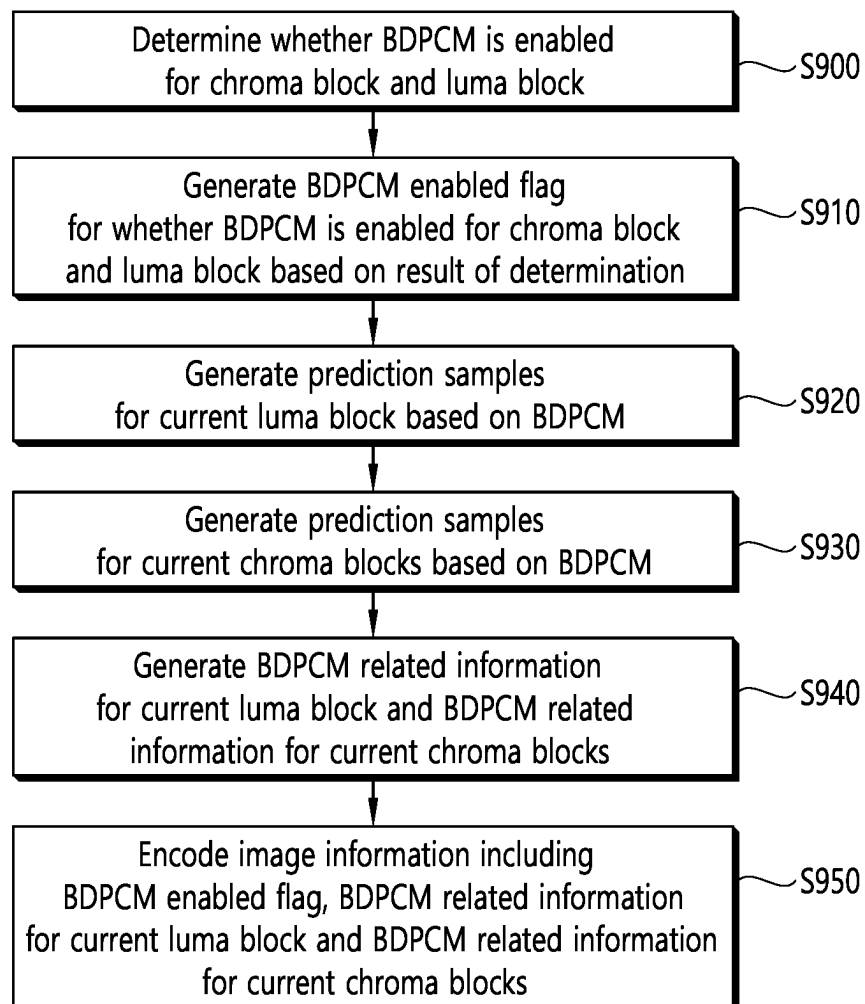 Determine whether BDPCM is enabled
for chroma block and luma block
S900
Generate BDPCM enabled flag
for whether BDPCM is enabled for chroma block
and luma block based on result of determination
S910
Generate prediction samples
for current luma block based on BDPCM
S920
Generate prediction samples
for current chroma blocks based on BDPCM
S930
Generate BDPCM related information
for current luma block and BDPCM related
information for current chroma blocks
S940
Encode image information including
BDPCM enabled flag, BDPCM related information
for current luma block and BDPCM related information
for current chroma blocks
S950